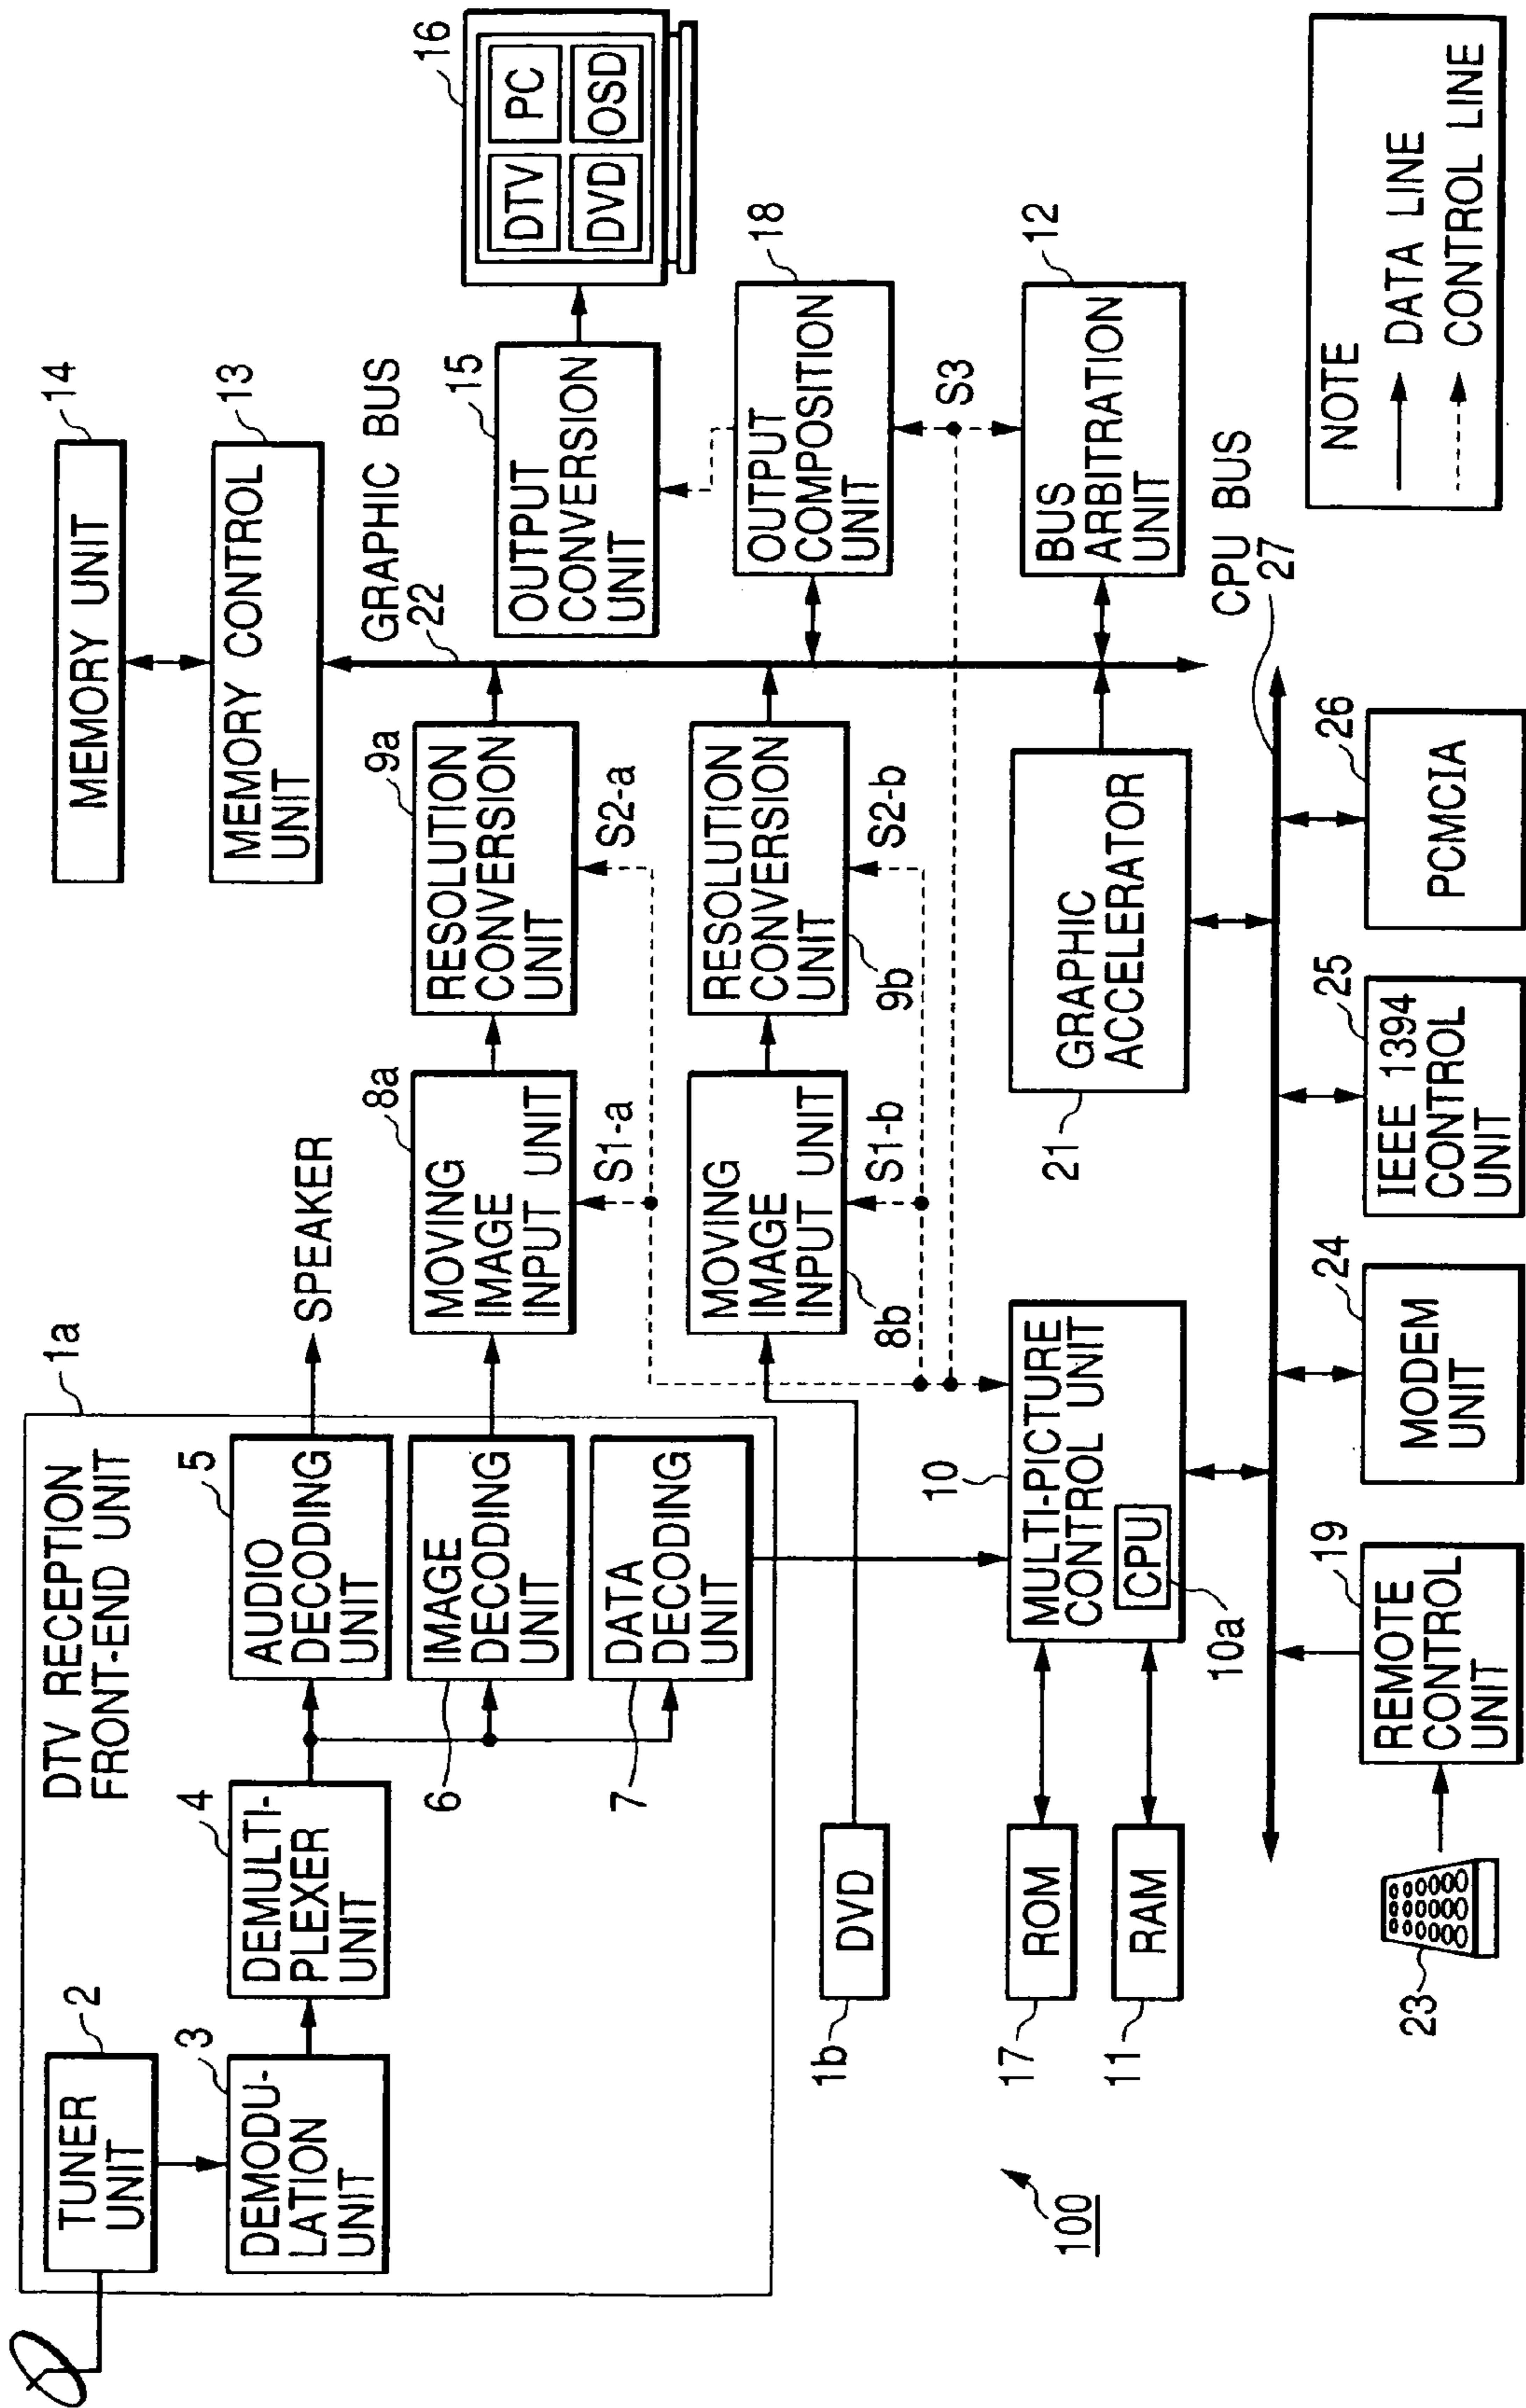 DTV RECEPTION
FRONT-END UNIT
1a
TUNER
UNIT
2
DEMODU-
LATION
UNIT
3
DEMULTI-
PLEXER
UNIT
4
AUDIO
DECODING
UNIT
5
SPEAKER
IMAGE
DECODING
UNIT
6
DATA
DECODING
UNIT
7
MOVING
IMAGE
INPUT UNIT
8a
S1-a
RESOLUTION
CONVERSION
UNIT
9a
S2-a
MOVING
IMAGE
INPUT UNIT
8b
S1-b
RESOLUTION
CONVERSION
UNIT
9b
S2-b
MEMORY UNIT
14
MEMORY CONTROL
UNIT
13
GRAPHIC BUS
22
OUTPUT
CONVERSION
UNIT
15
DTV
PC
DVD
OSD
16
OUTPUT
COMPOSITION
UNIT
18
S3
BUS
ARBITRATION
UNIT
12
DVD
1b
ROM
17
RAM
11
MULTI-PICTURE
CONTROL UNIT
CPU
10
10a
GRAPHIC
ACCELERATOR
21
CPU BUS
27
23
REMOTE
CONTROL
UNIT
19
MODEM
UNIT
24
IEEE 1394
CONTROL
UNIT
25
PCMCIA
26
100
NOTE
DATA LINE
CONTROL LINE